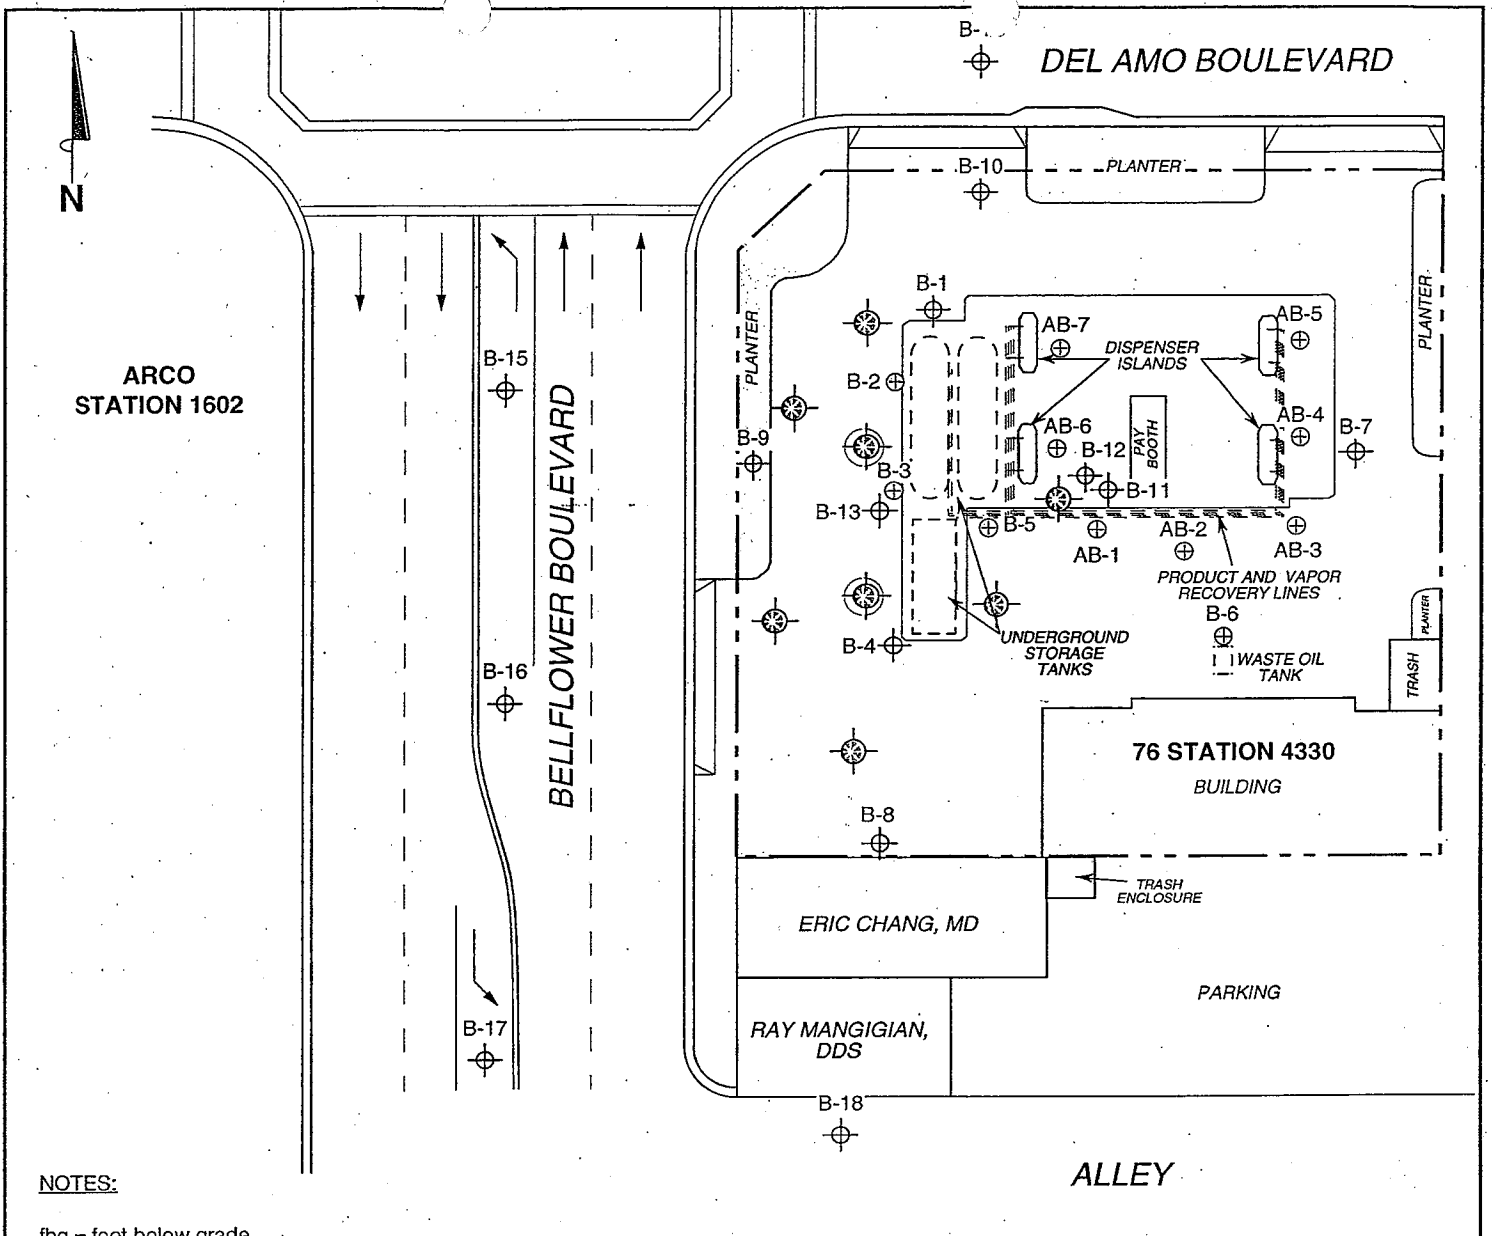 B-
DEL AMO BOULEVARD
N
B-10
PLANTER
B-1
PLANTER
PLANTER
AB-7
AB-5
DISPENSER
ISLANDS
B-15
B-2
ARCO
STATION 1602
BELLFLOWER BOULEVARD
B-9
AB-6
AB-4
B-7
PAY
BOOTH
B-12
B-3
B-11
B-13
B-5
AB-1
AB-2
AB-3
PRODUCT AND VAPOR
RECOVERY LINES
B-6
PLANTER
B-4
UNDERGROUND
STORAGE
TANKS
WASTE OIL
TANK
TRASH
B-16
76 STATION 4330
BUILDING
B-8
TRASH
ENCLOSURE
ERIC CHANG, MD
PARKING
B-17
RAY MANGIGIAN,
DDS
B-18
ALLEY
NOTES:
fbg = feet below grade